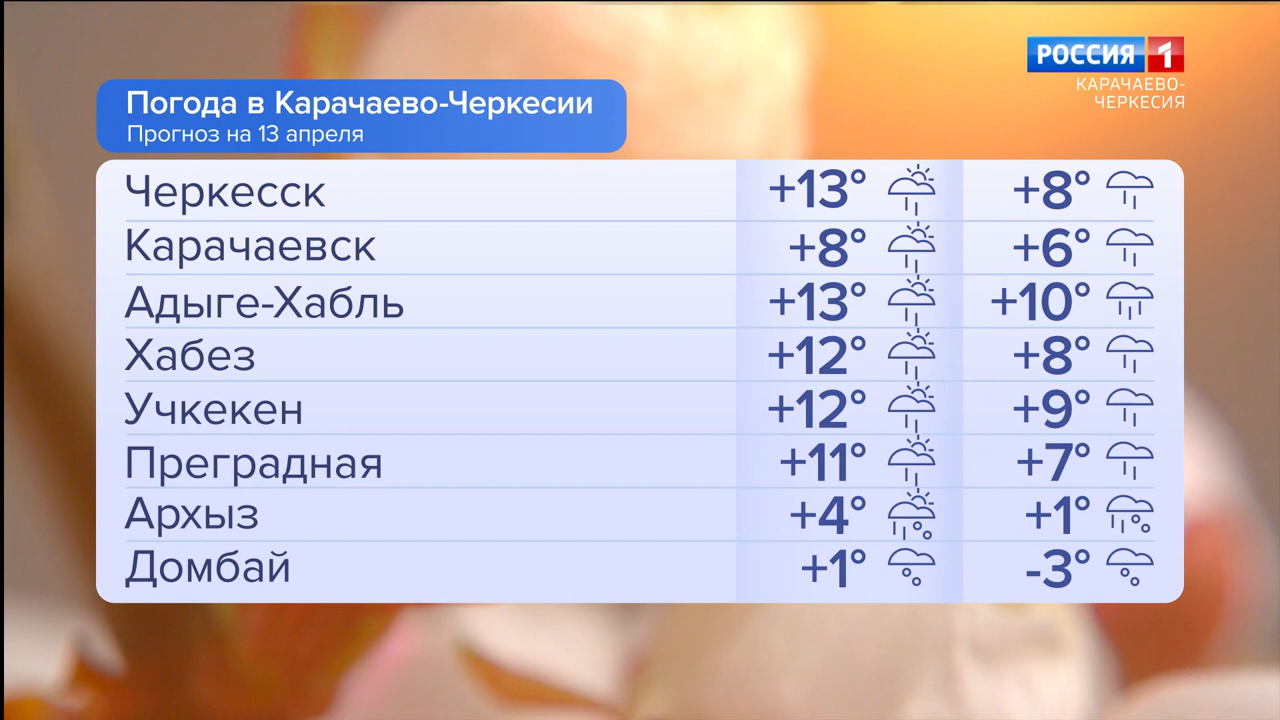 РОССИЯ 1
КАРАЧАЕВО-
ЧЕРКЕСИЯ
Погода в Карачаево-Черкесии
Прогноз на 13 апреля
Черкесск +13° +8°
Карачаевск +8° +6°
Адыге-Хабль +13° +10°
Хабез +12° +8°
Учкекен +12° +9°
Преградная +11° +7°
Архыз +4° +1°
Домбай +1° -3°